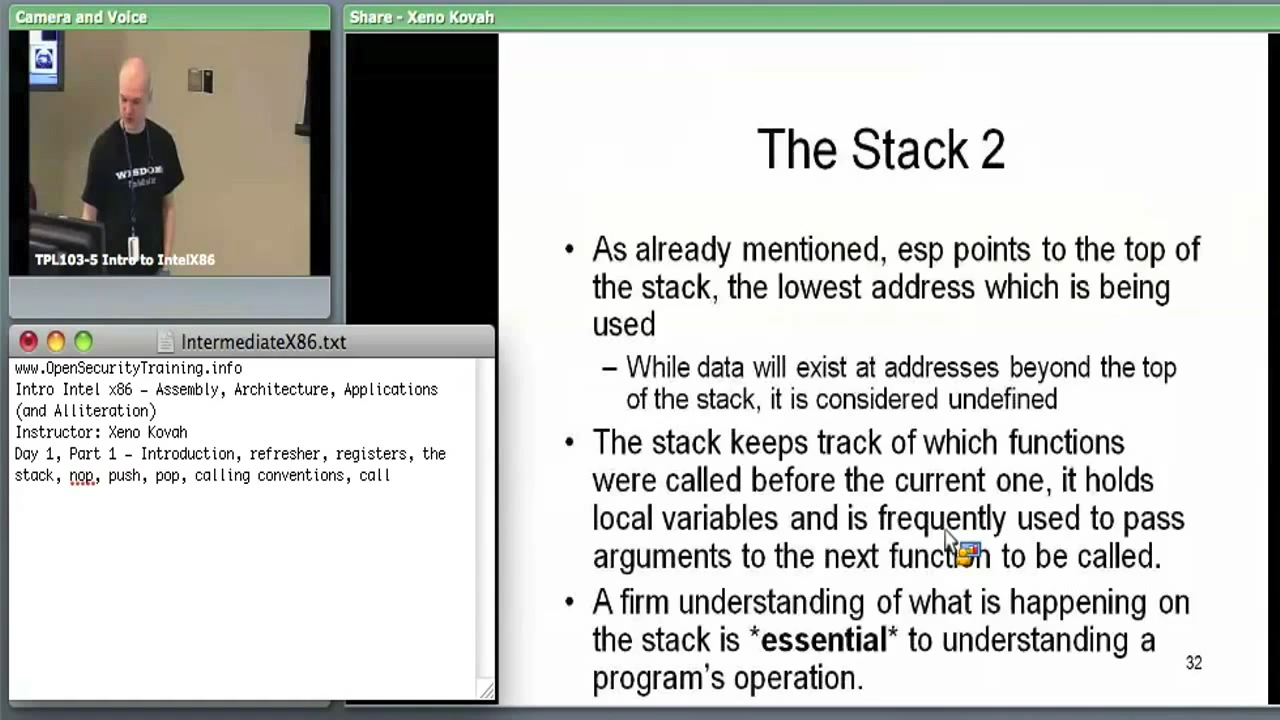 Camera and Voice
WISDOM
TPL103-5 Intro to IntelX86
IntermediateX86.txt
www.OpenSecurityTraining.info
Intro Intel x86 – Assembly, Architecture, Applications
(and Alliteration)
Instructor: Xeno Kovah
Day 1, Part 1 – Introduction, refresher, registers, the
stack, nop, push, pop, calling conventions, call
Share - Xeno Kovah
The Stack 2
• As already mentioned, esp points to the top of
the stack, the lowest address which is being
used
– While data will exist at addresses beyond the top
of the stack, it is considered undefined
• The stack keeps track of which functions
were called before the current one, it holds
local variables and is frequently used to pass
arguments to the next function to be called.
• A firm understanding of what is happening on
the stack is *essential* to understanding a
program's operation.
32